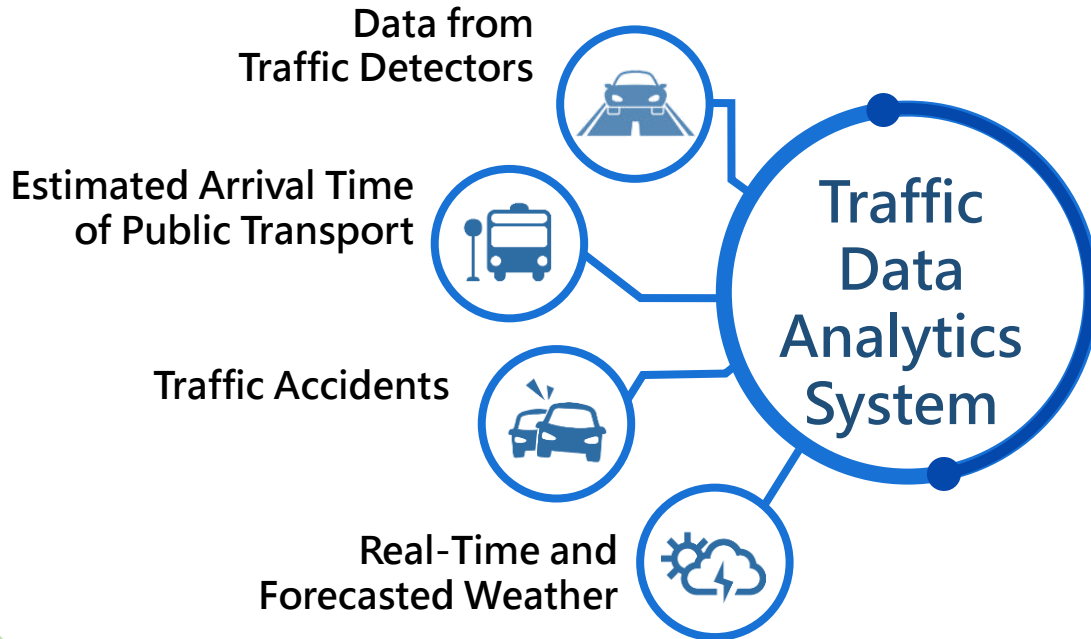 Data from
Traffic Detectors
Estimated Arrival Time
of Public Transport
Traffic Accidents
Real-Time and
Forecasted Weather
Traffic
Data
Analytics
System